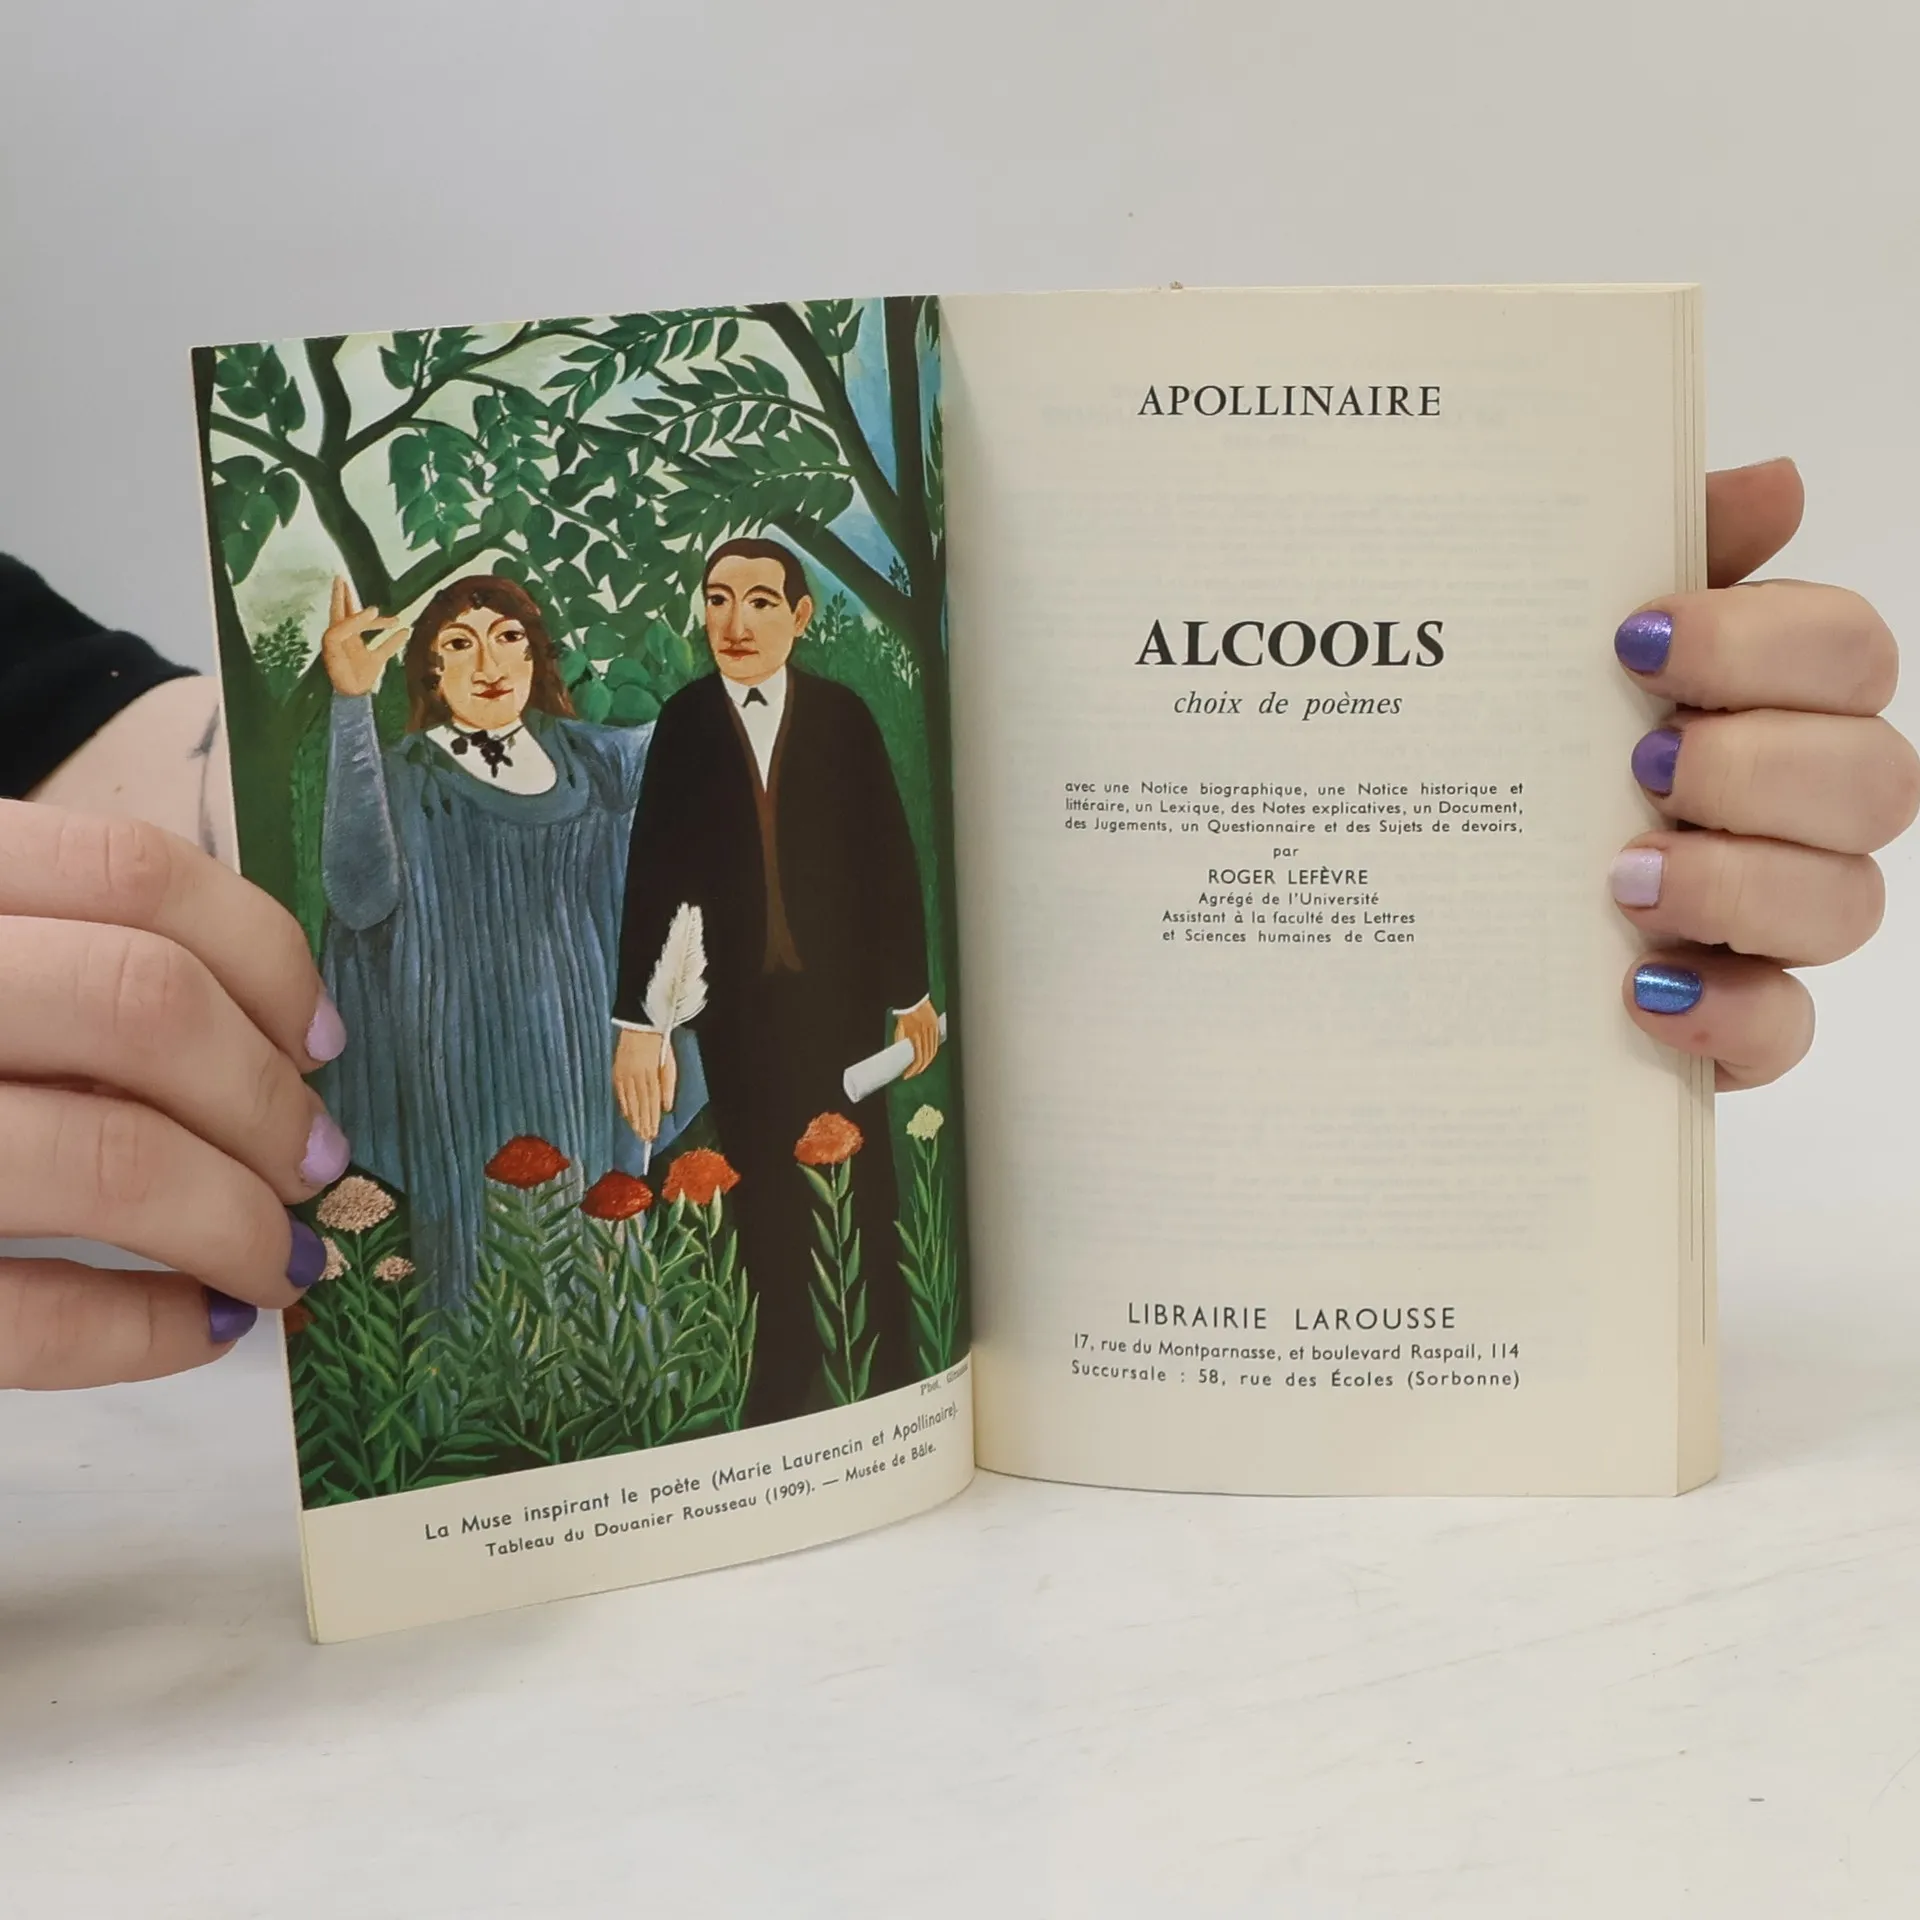 Phot.
La Muse inspirant le poète (Marie Laurencin et Apollinaire).
Tableau du Douanier Rousseau (1909). — Musée de Bâle.
APOLLINAIRE
ALCOOLS
choix de poèmes
avec une Notice biographique, une Notice historique et
littéraire, un Lexique, des Notes explicatives, un Document,
des Jugements, un Questionnaire et des Sujets de devoirs,
par
ROGER LEFÈVRE
Agrégé de l'Université
Assistant à la faculté des Lettres
et Sciences humaines de Caen
LIBRAIRIE LAROUSSE
17, rue du Montparnasse, et boulevard Raspail, 114
Succursale : 58, rue des Écoles (Sorbonne)